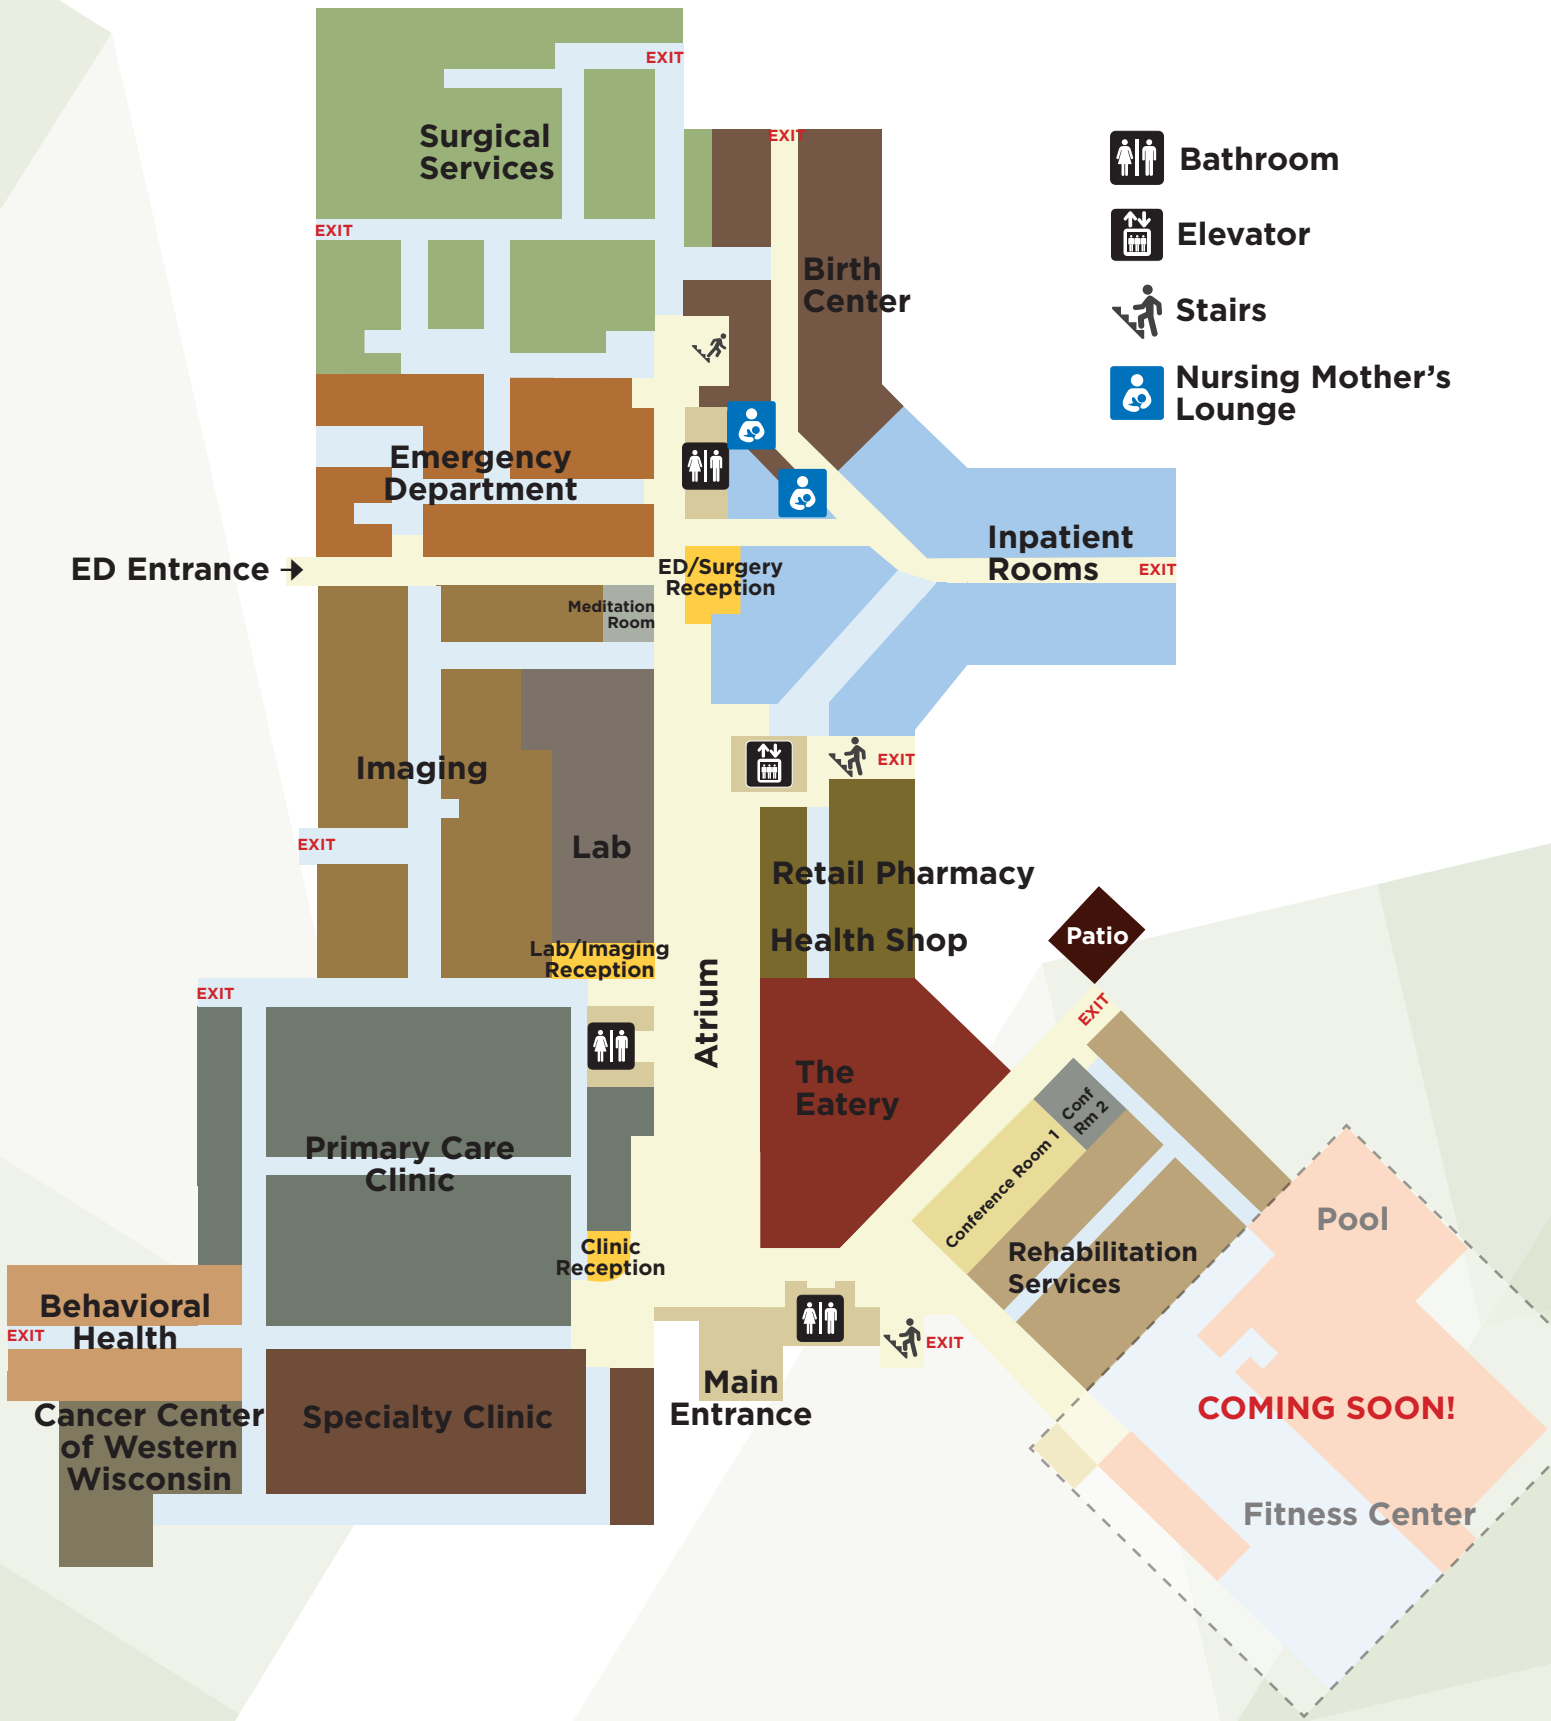 EXIT
Surgical
Services
EXIT
EXIT
Birth
Center
Bathroom
Elevator
Stairs
Nursing Mother's
Lounge
Emergency
Department
ED Entrance
ED/Surgery
Reception
Inpatient
Rooms
EXIT
Meditation
Room
Imaging
EXIT
EXIT
Lab
Retail Pharmacy
Health Shop
Patio
Lab/Imaging
Reception
EXIT
Atrium
EXIT
The
Eatery
Conf
Rm 2
Conference Room 1
Primary Care
Clinic
Pool
Clinic
Reception
Rehabilitation
Services
Behavioral
Health
EXIT
EXIT
Main
Entrance
Cancer Center
of Western
Wisconsin
Specialty Clinic
COMING SOON!
Fitness Center